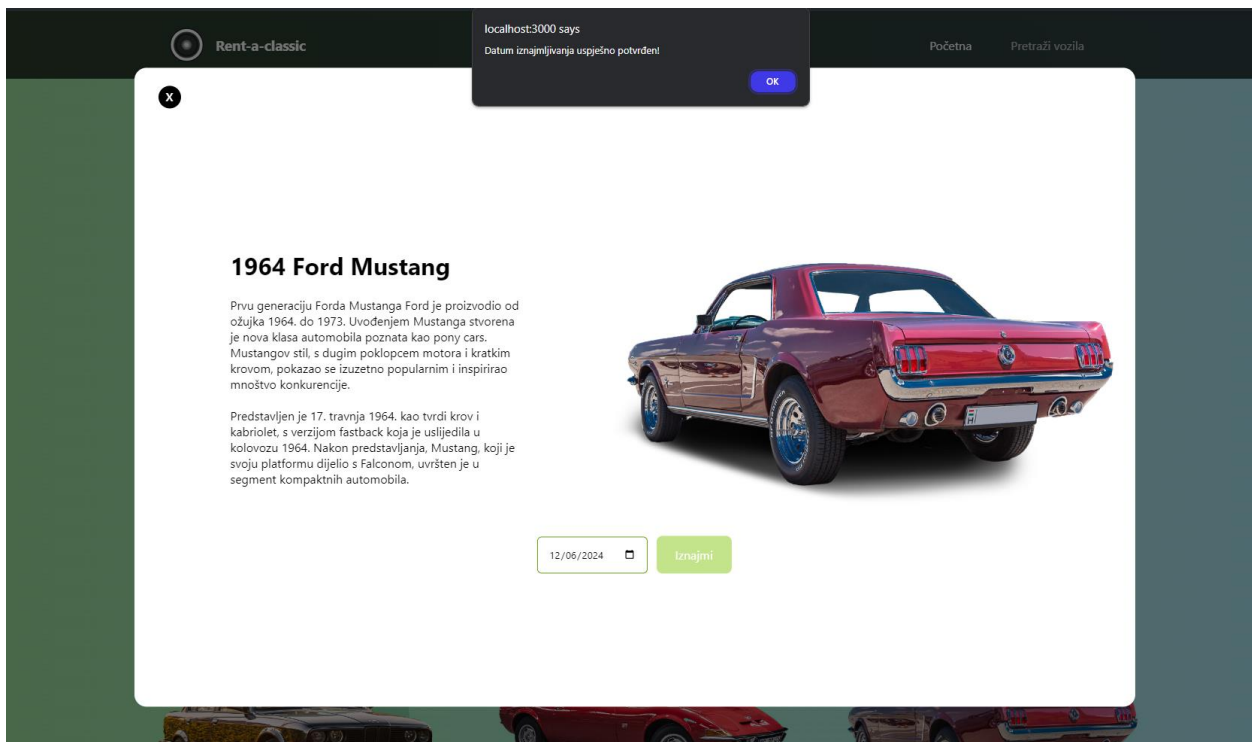 localhost:3000 says
Datum iznajmljivanja uspješno potvrđen!
OK
Rent-a-classic
Početna
Pretraži vozila
X
1964 Ford Mustang
Prvu generaciju Forda Mustanga Ford je proizvodio od
ožujka 1964. do 1973. Uvođenjem Mustanga stvorena
je nova klasa automobila poznata kao pony cars.
Mustangov stil, s dugim poklopcem motora i kratkim
krovom, pokazao se izuzetno popularnim i inspirirao
mnoštvo konkurencije.
Predstavljen je 17. travnja 1964. kao tvrdi krov i
kabriolet, s verzijom fastback koja je uslijedila u
kolovozu 1964. Nakon predstavljanja, Mustang, koji je
svoju platformu dijelio s Falconom, uvršten je u
segment kompaktnih automobila.
H
12/06/2024
Iznajmi